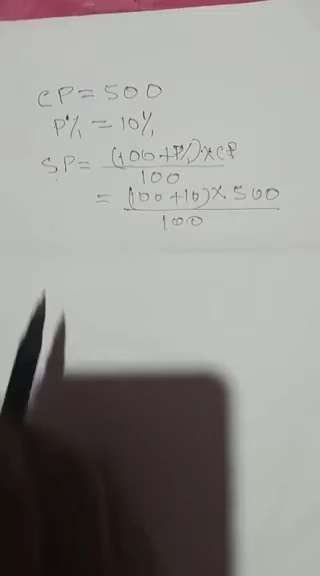 CP = 500
P% = 10%
SP = (100 + P%) × CP
100
= (100 + 10) × 500
100